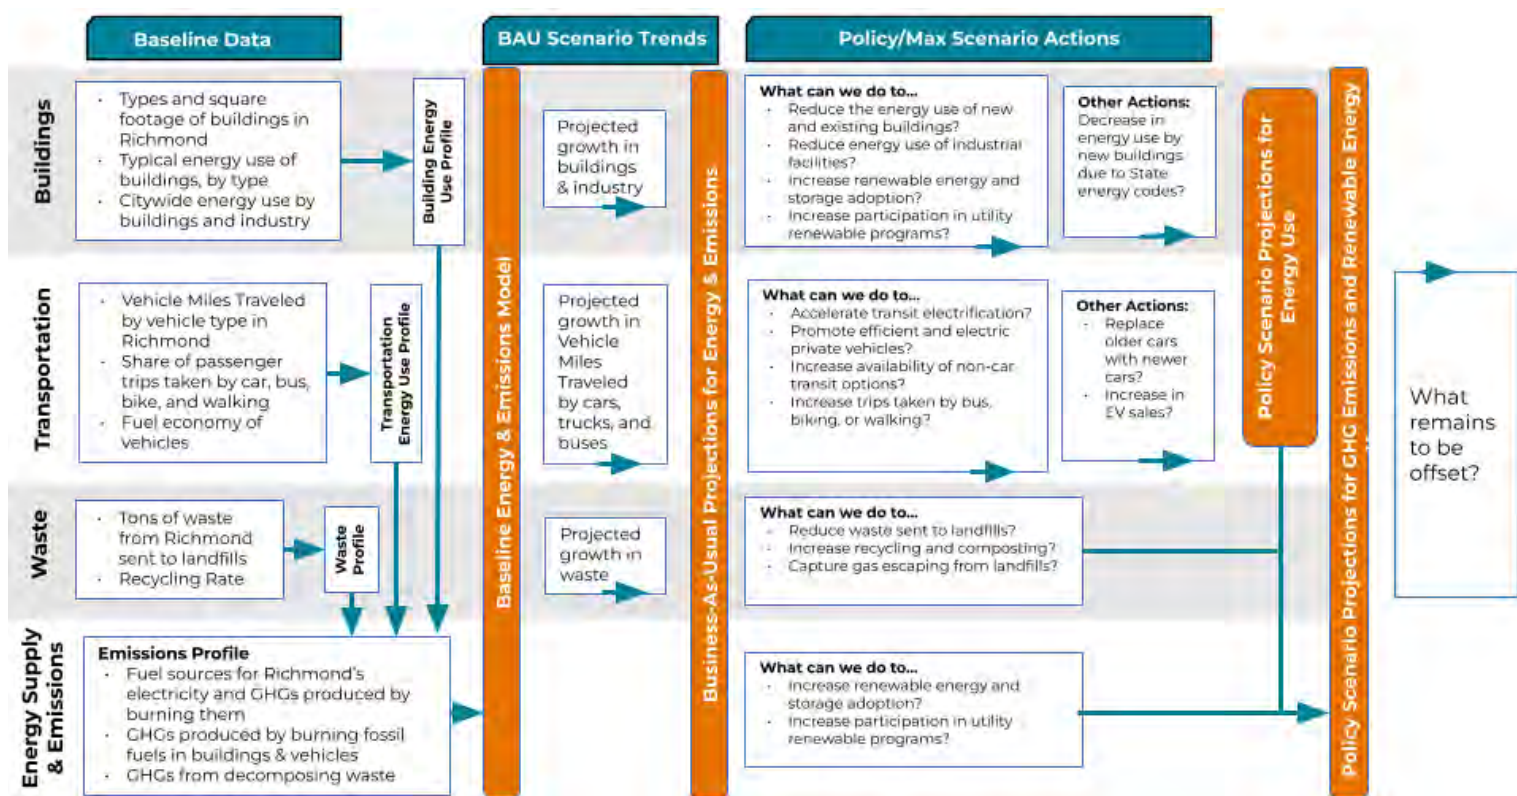 Baseline Data
BAU Scenario Trends
Policy/Max Scenario Actions
Buildings
· Types and square
footage of buildings in
Richmond
· Typical energy use of
buildings, by type
· Citywide energy use by
buildings and industry
Building Energy
Use Profile
Projected
growth in
buildings
& industry
What can we do to...
· Reduce the energy use of new
and existing buildings?
· Reduce energy use of industrial
facilities?
· Increase renewable energy and
storage adoption?
· Increase participation in utility
renewable programs?
Other Actions:
Decrease in
energy use by
new buildings
due to State
energy codes?
Transportation
· Vehicle Miles Traveled
by vehicle type in
Richmond
· Share of passenger
trips taken by car, bus,
bike, and walking
· Fuel economy of
vehicles
Transportation
Energy Use Profile
Projected
growth in
Vehicle
Miles
Traveled
by cars,
trucks, and
buses
What can we do to...
· Accelerate transit electrification?
· Promote efficient and electric
private vehicles?
· Increase availability of non-car
transit options?
· Increase trips taken by bus,
biking, or walking?
Other Actions:
· Replace
older cars
with newer
cars?
· Increase in
EV sales?
Waste
· Tons of waste
from Richmond
sent to landfills
· Recycling Rate
Waste
Profile
Projected
growth in
waste
What can we do to...
· Reduce waste sent to landfills?
· Increase recycling and composting?
· Capture gas escaping from landfills?
Energy Supply
& Emissions
Emissions Profile
· Fuel sources for Richmond's
electricity and GHGs produced by
burning them
· GHGs produced by burning fossil
fuels in buildings & vehicles
· GHGs from decomposing waste
What can we do to...
· Increase renewable energy and
storage adoption?
· Increase participation in utility
renewable programs?
Baseline Energy & Emissions Model
Business-As-Usual Projections for Energy & Emissions
Policy Scenario Projections for
Energy Use
Policy Scenario Projections for GHG Emissions and Renewable Energy
What
remains
to be
offset?